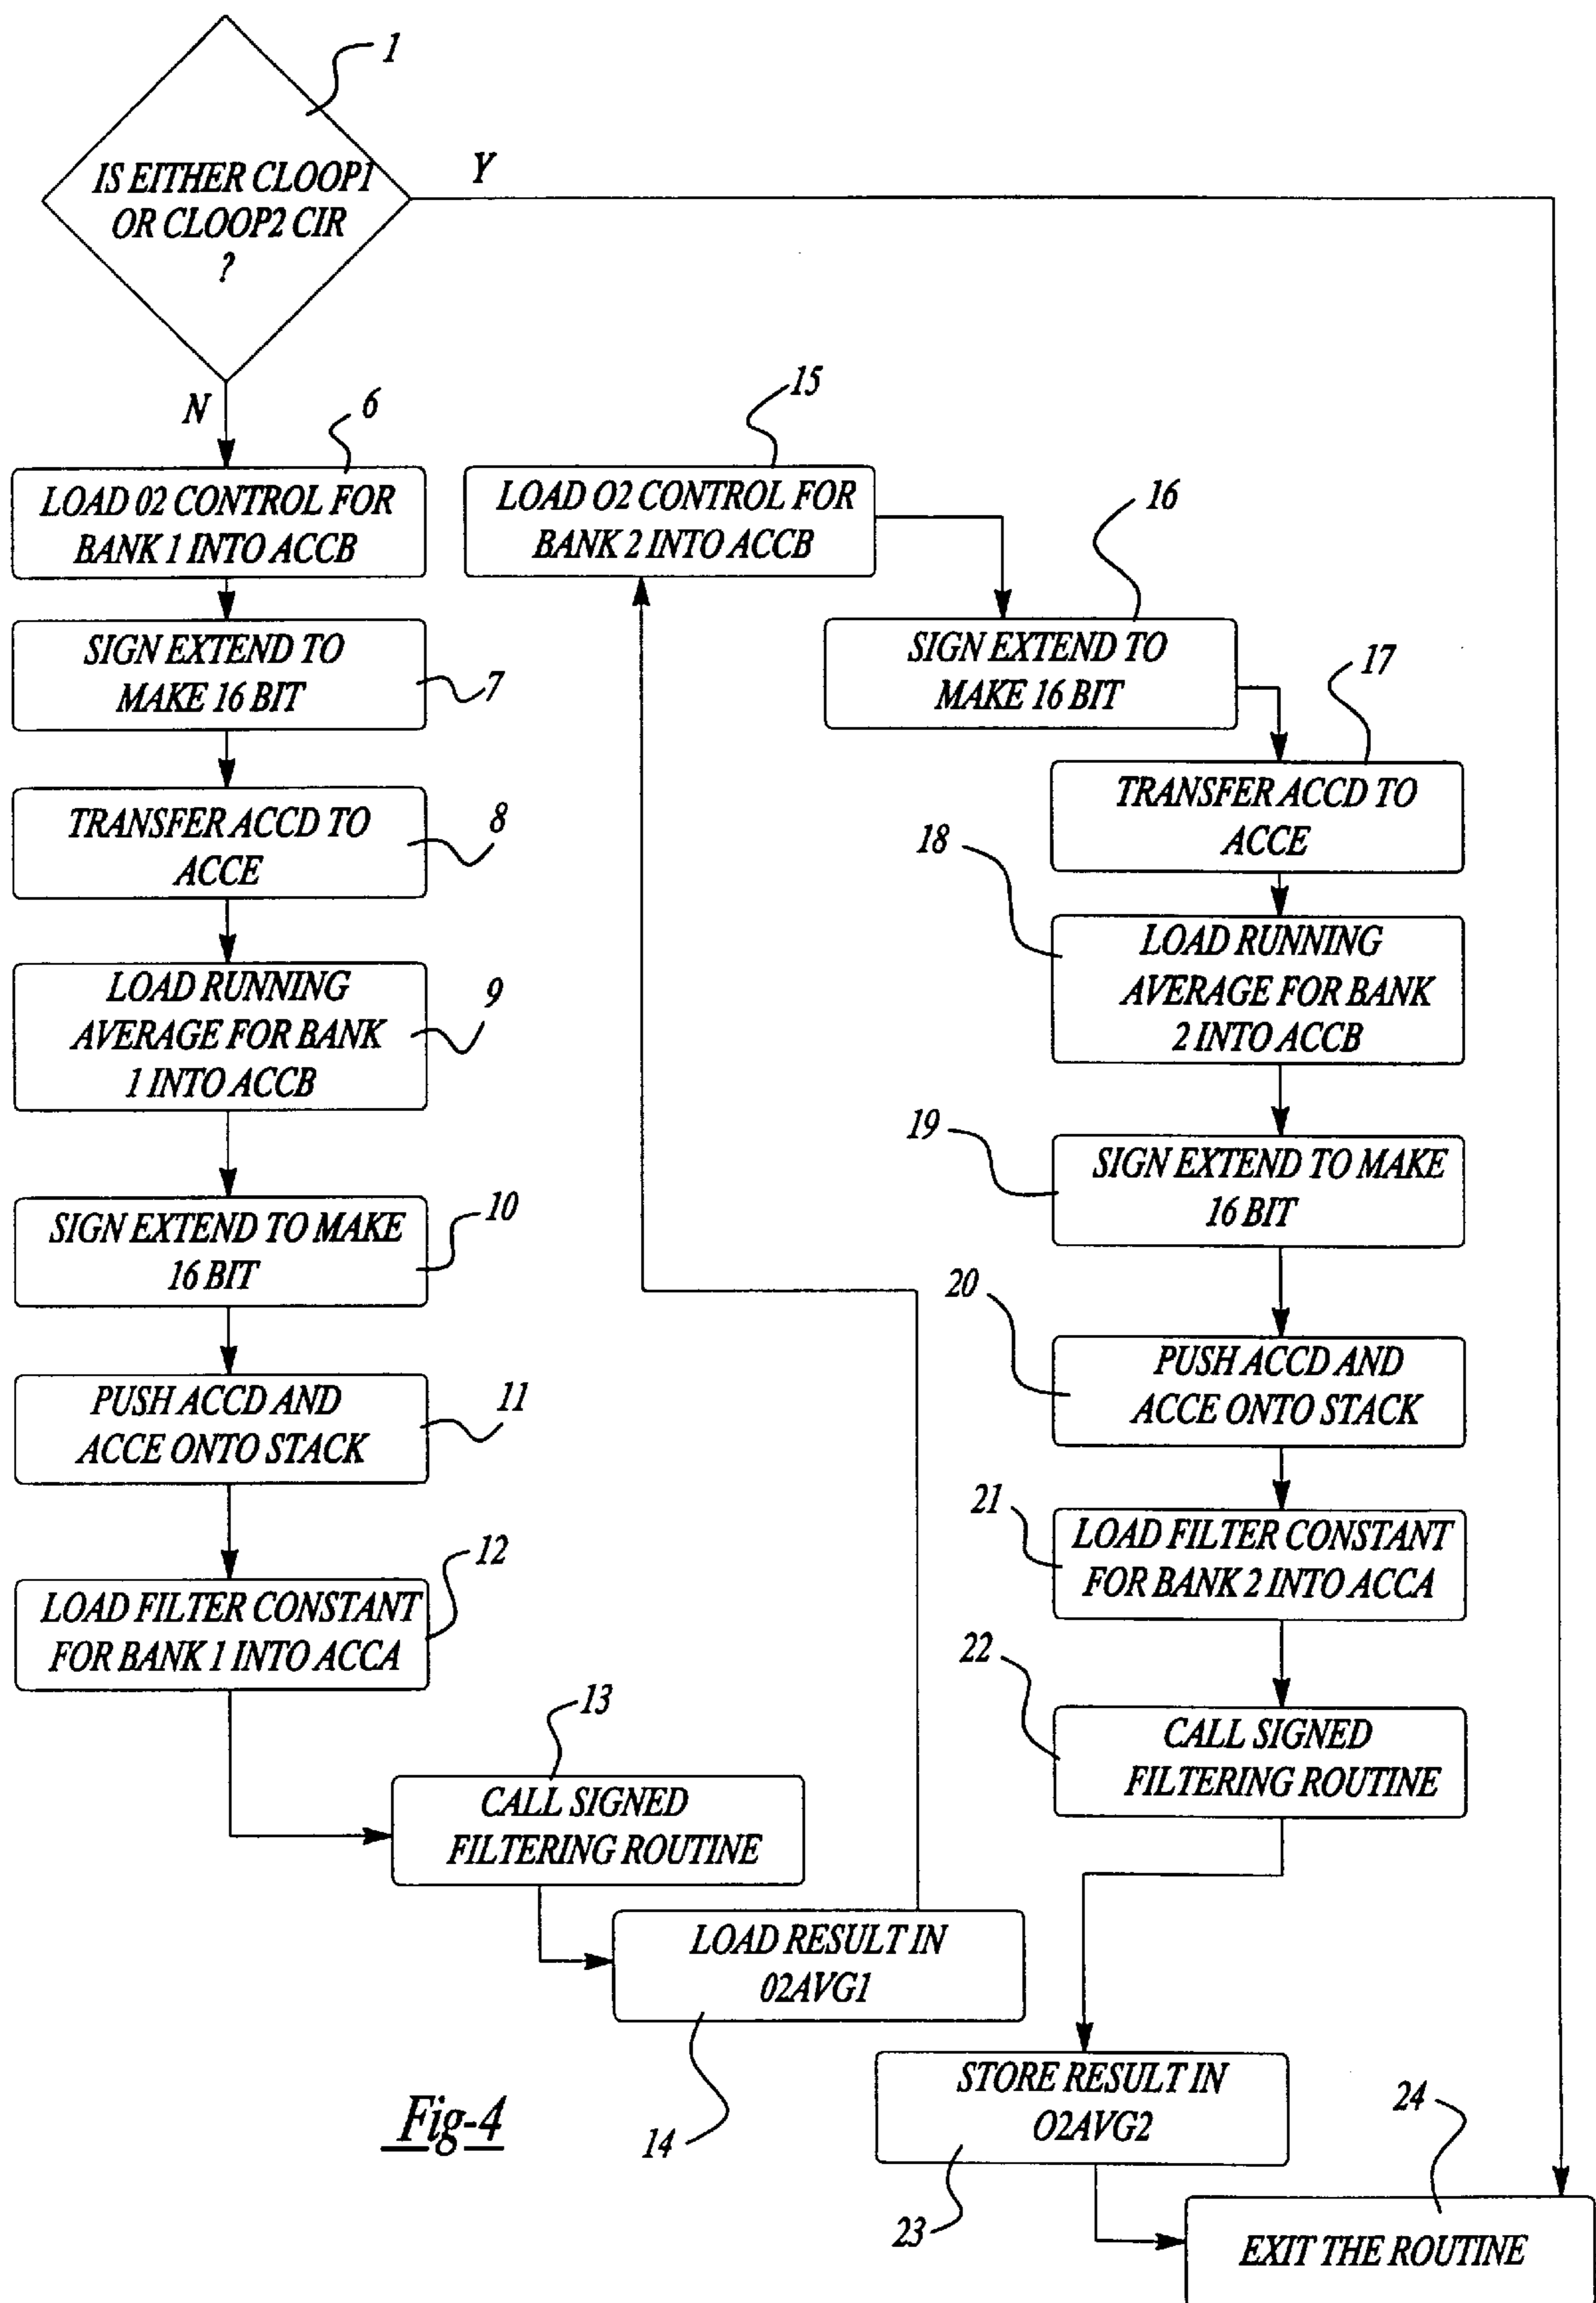 1
IS EITHER CLOOP1
OR CLOOP2 CIR
?
Y
N
6
LOAD 02 CONTROL FOR
BANK 1 INTO ACCB
SIGN EXTEND TO
MAKE 16 BIT
7
TRANSFER ACCD TO
ACCE
8
LOAD RUNNING
AVERAGE FOR BANK
1 INTO ACCB
9
SIGN EXTEND TO MAKE
16 BIT
10
PUSH ACCD AND
ACCE ONTO STACK
11
LOAD FILTER CONSTANT
FOR BANK 1 INTO ACCA
12
13
CALL SIGNED
FILTERING ROUTINE
LOAD RESULT IN
02AVG1
14
15
LOAD O2 CONTROL FOR
BANK 2 INTO ACCB
16
SIGN EXTEND TO
MAKE 16 BIT
17
TRANSFER ACCD TO
ACCE
18
LOAD RUNNING
AVERAGE FOR BANK
2 INTO ACCB
19
SIGN EXTEND TO MAKE
16 BIT
20
PUSH ACCD AND
ACCE ONTO STACK
21
LOAD FILTER CONSTANT
FOR BANK 2 INTO ACCA
22
CALL SIGNED
FILTERING ROUTINE
STORE RESULT IN
O2AVG2
23
24
EXIT THE ROUTINE
Fig-4